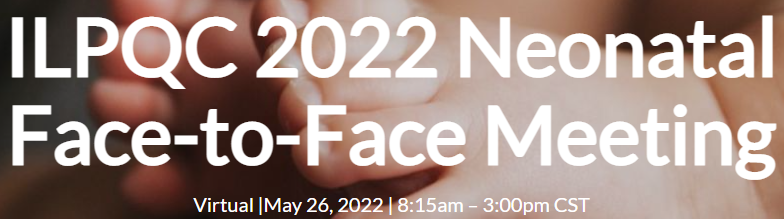 ILPQC 2022 Neonatal
Face-to-Face Meeting
Virtual |May 26, 2022 | 8:15am – 3:00pm CST